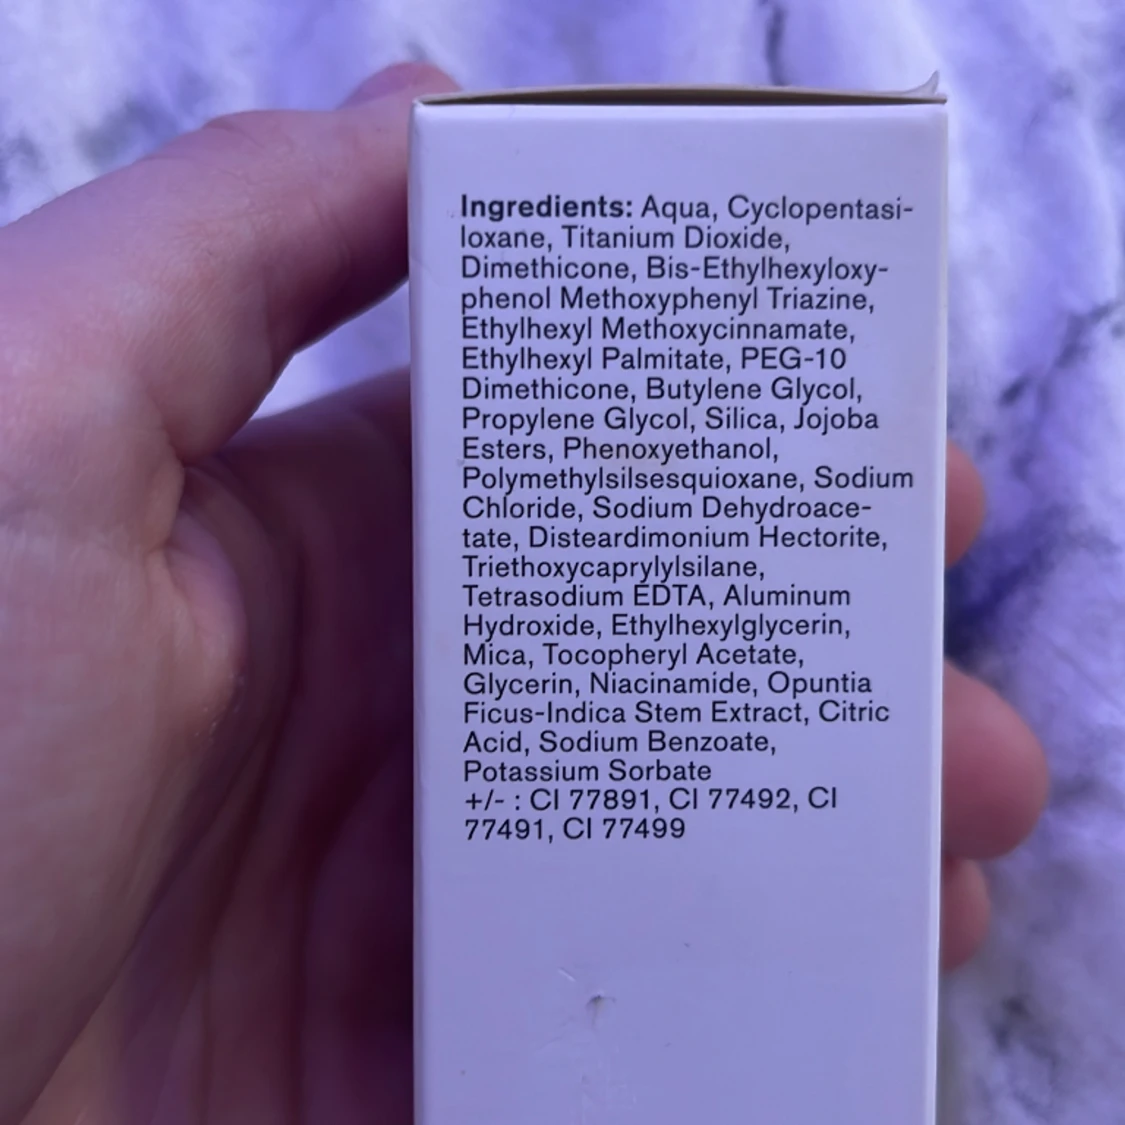 Ingredients: Aqua, Cyclopentasi-
loxane, Titanium Dioxide,
Dimethicone, Bis-Ethylhexyloxy-
phenol Methoxyphenyl Triazine,
Ethylhexyl Methoxycinnamate,
Ethylhexyl Palmitate, PEG-10
Dimethicone, Butylene Glycol,
Propylene Glycol, Silica, Jojoba
Esters, Phenoxyethanol,
Polymethylsilsesquioxane, Sodium
Chloride, Sodium Dehydroace-
tate, Disteardimonium Hectorite,
Triethoxycaprylylsilane,
Tetrasodium EDTA, Aluminum
Hydroxide, Ethylhexylglycerin,
Mica, Tocopheryl Acetate,
Glycerin, Niacinamide, Opuntia
Ficus-Indica Stem Extract, Citric
Acid, Sodium Benzoate,
Potassium Sorbate
+/- : CI 77891, CI 77492, CI
77491, CI 77499